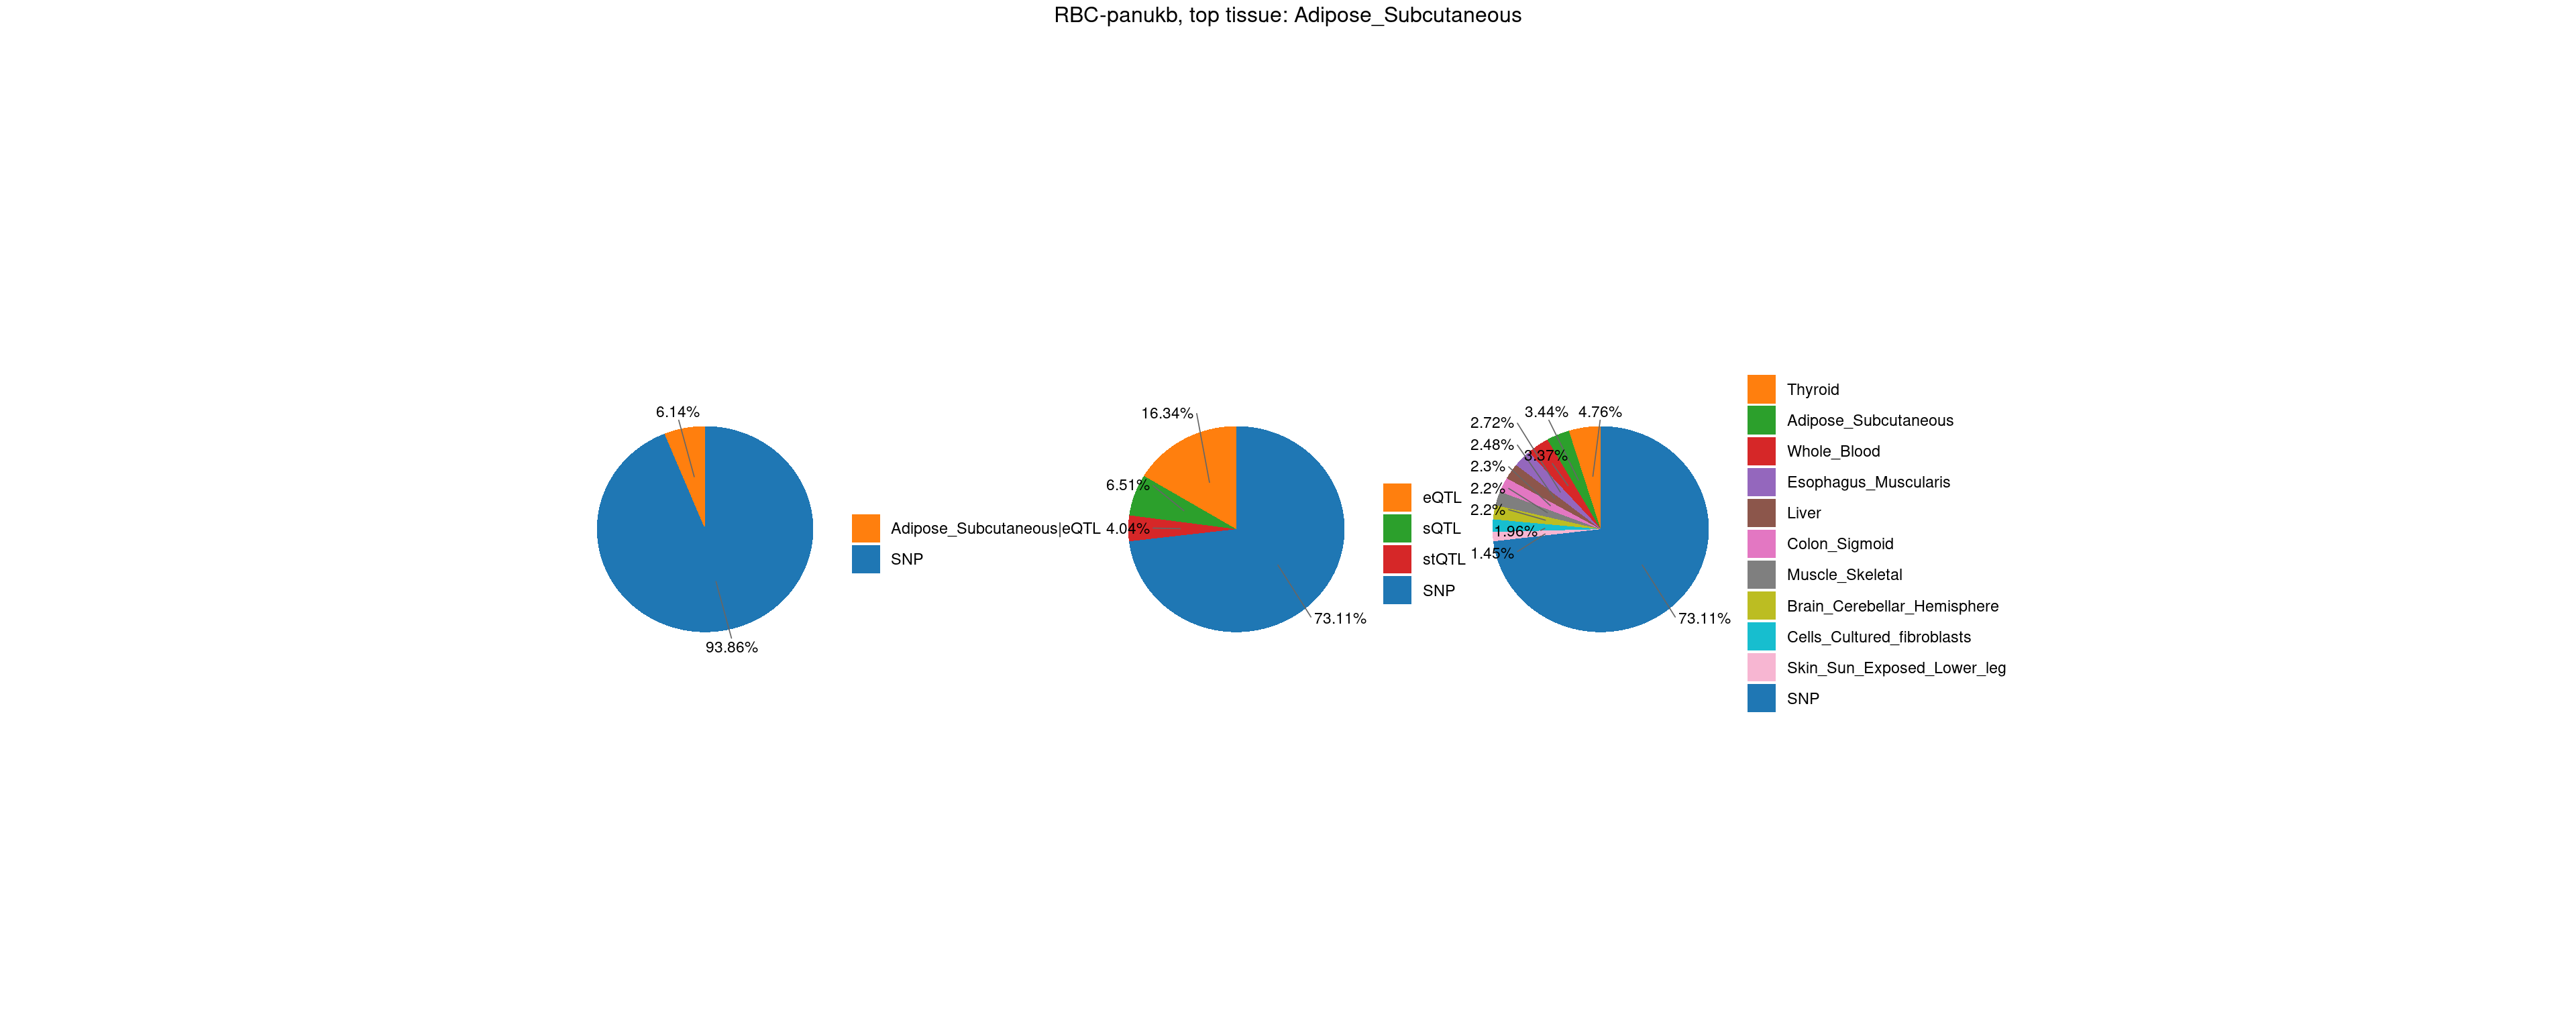 RBC-panukb, top tissue: Adipose_Subcutaneous
6.14%
93.86%
Adipose_Subcutaneous|eQTL
SNP
16.34%
6.51%
4.04%
73.11%
eQTL
sQTL
stQTL
SNP
4.76%
3.44%
3.37%
2.72%
2.48%
2.3%
2.2%
2.2%
1.96%
1.45%
73.11%
Thyroid
Adipose_Subcutaneous
Whole_Blood
Esophagus_Muscularis
Liver
Colon_Sigmoid
Muscle_Skeletal
Brain_Cerebellar_Hemisphere
Cells_Cultured_fibroblasts
Skin_Sun_Exposed_Lower_leg
SNP